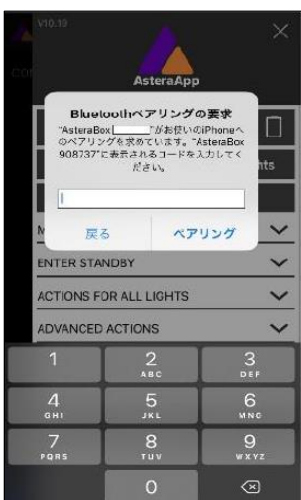 V10.19
AsteraApp
Bluetoothペアリングの要求
"AsteraBox
"がお使いのiPhoneへ
のペアリングを求めています。"AsteraBox
908737"に表示されるコードを入力してく
ださい。
hts
戻る
ペアリング
ENTER STANDBY
ACTIONS FOR ALL LIGHTS
ADVANCED ACTIONS
1
2
ABC
3
DEF
4
GHI
5
JKL
6
MNO
7
PQRS
8
TUV
9
WXYZ
0